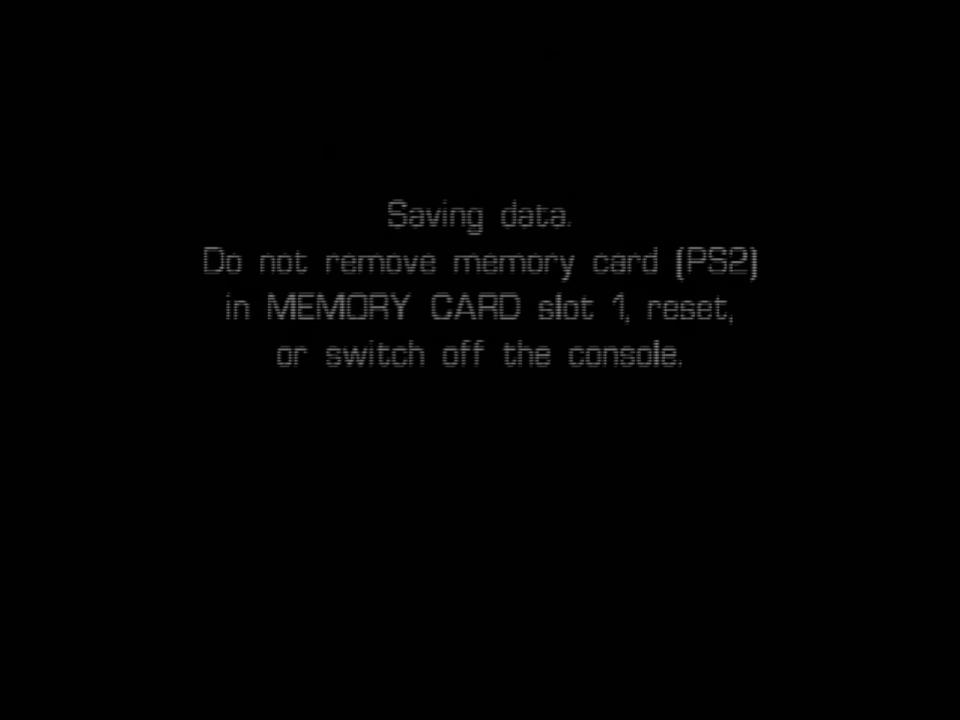 Saving data.
Do not remove memory card (PS2)
in MEMORY CARD slot 1, reset,
or switch off the console.